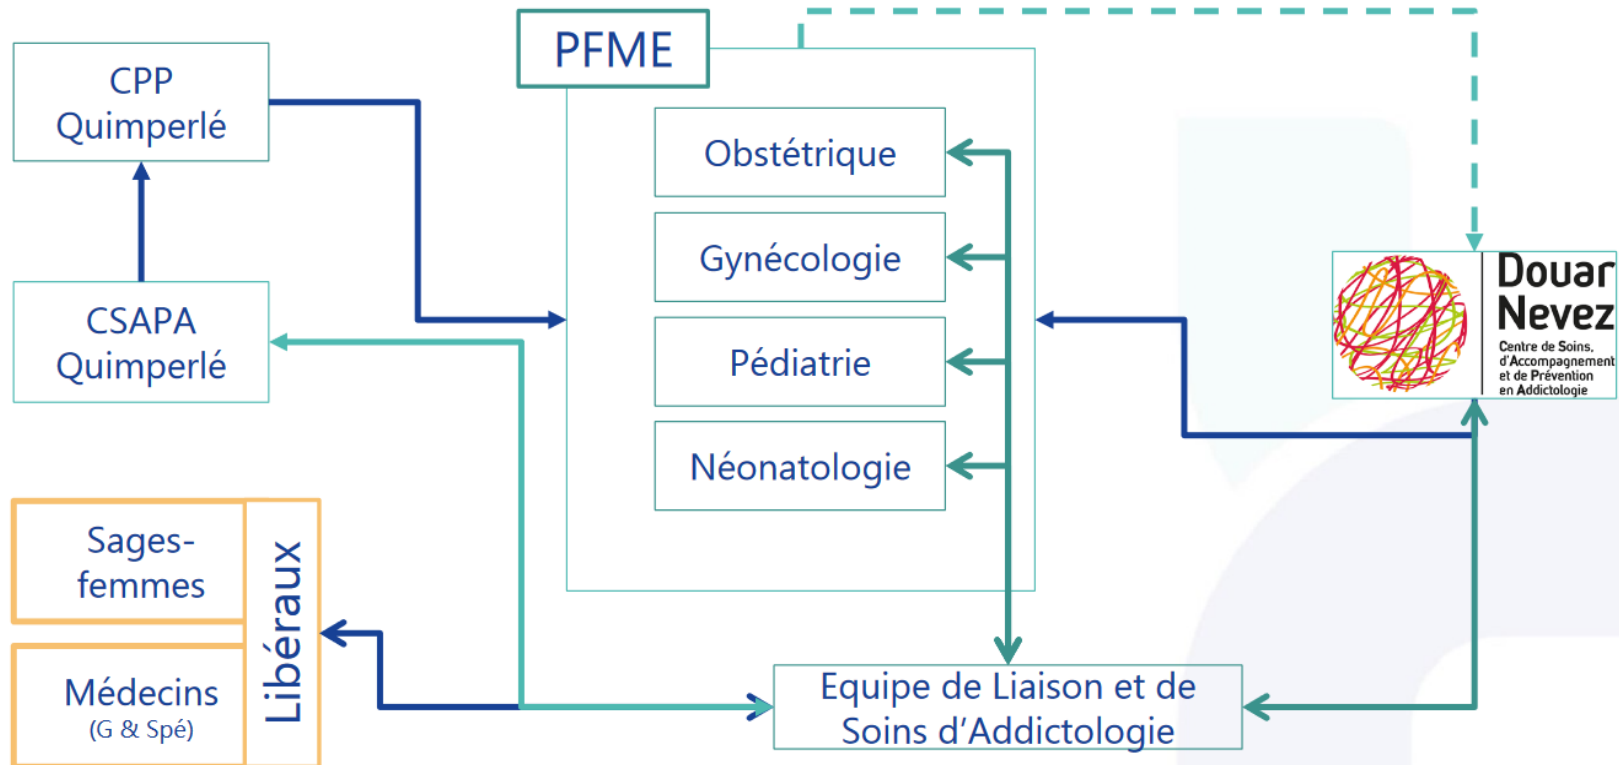 PFME
CPP
Quimperlé
CSAPA
Quimperlé
Obstétrique
Gynécologie
Pédiatrie
Néonatologie
Douar
Nevez
Centre de Soins,
d'Accompagnement
et de Prévention
en Addictologie
Sages-
femmes
Médecins
(G & Spé)
Libéraux
Equipe de Liaison et de
Soins d'Addictologie